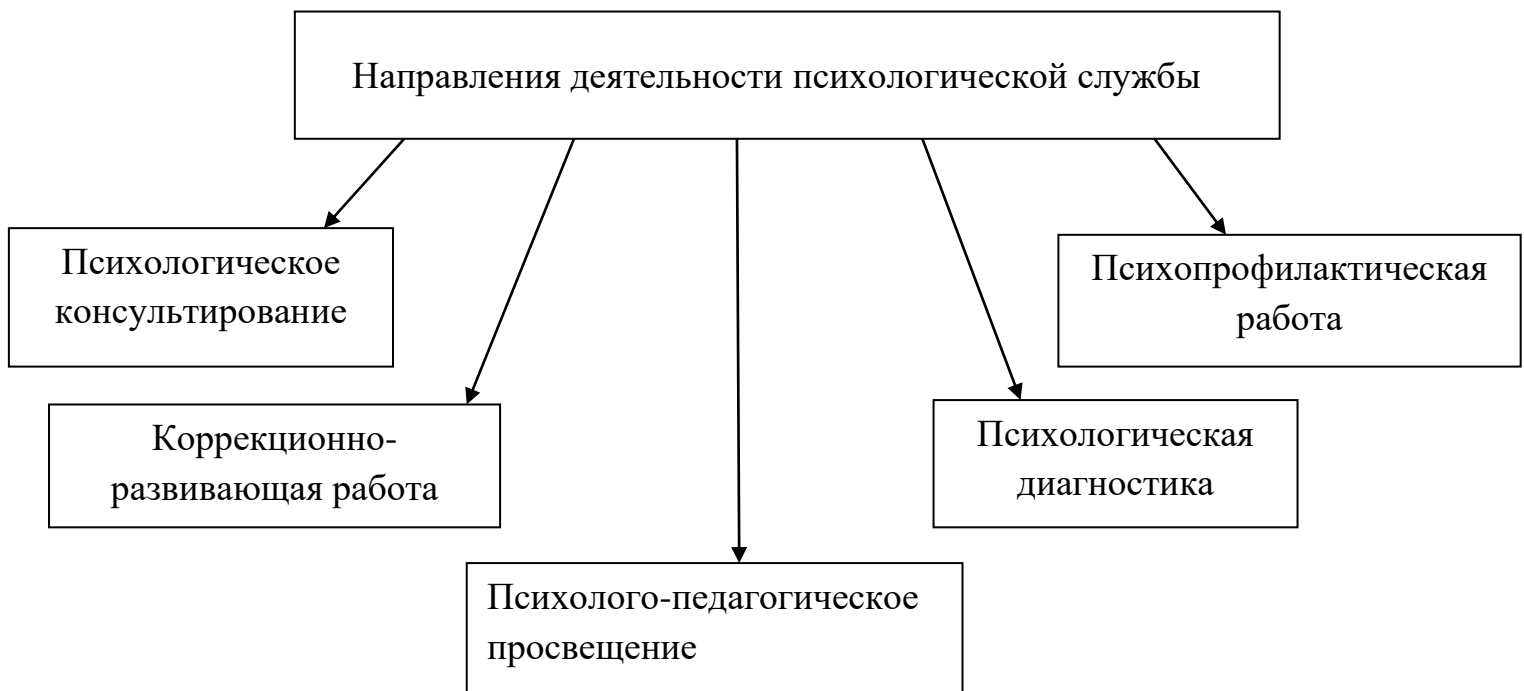 Направления деятельности психологической службы
Психологическое
консультирование
Психопрофилактическая
работа
Коррекционно-
развивающая работа
Психологическая
диагностика
Психолого-педагогическое
просвещение